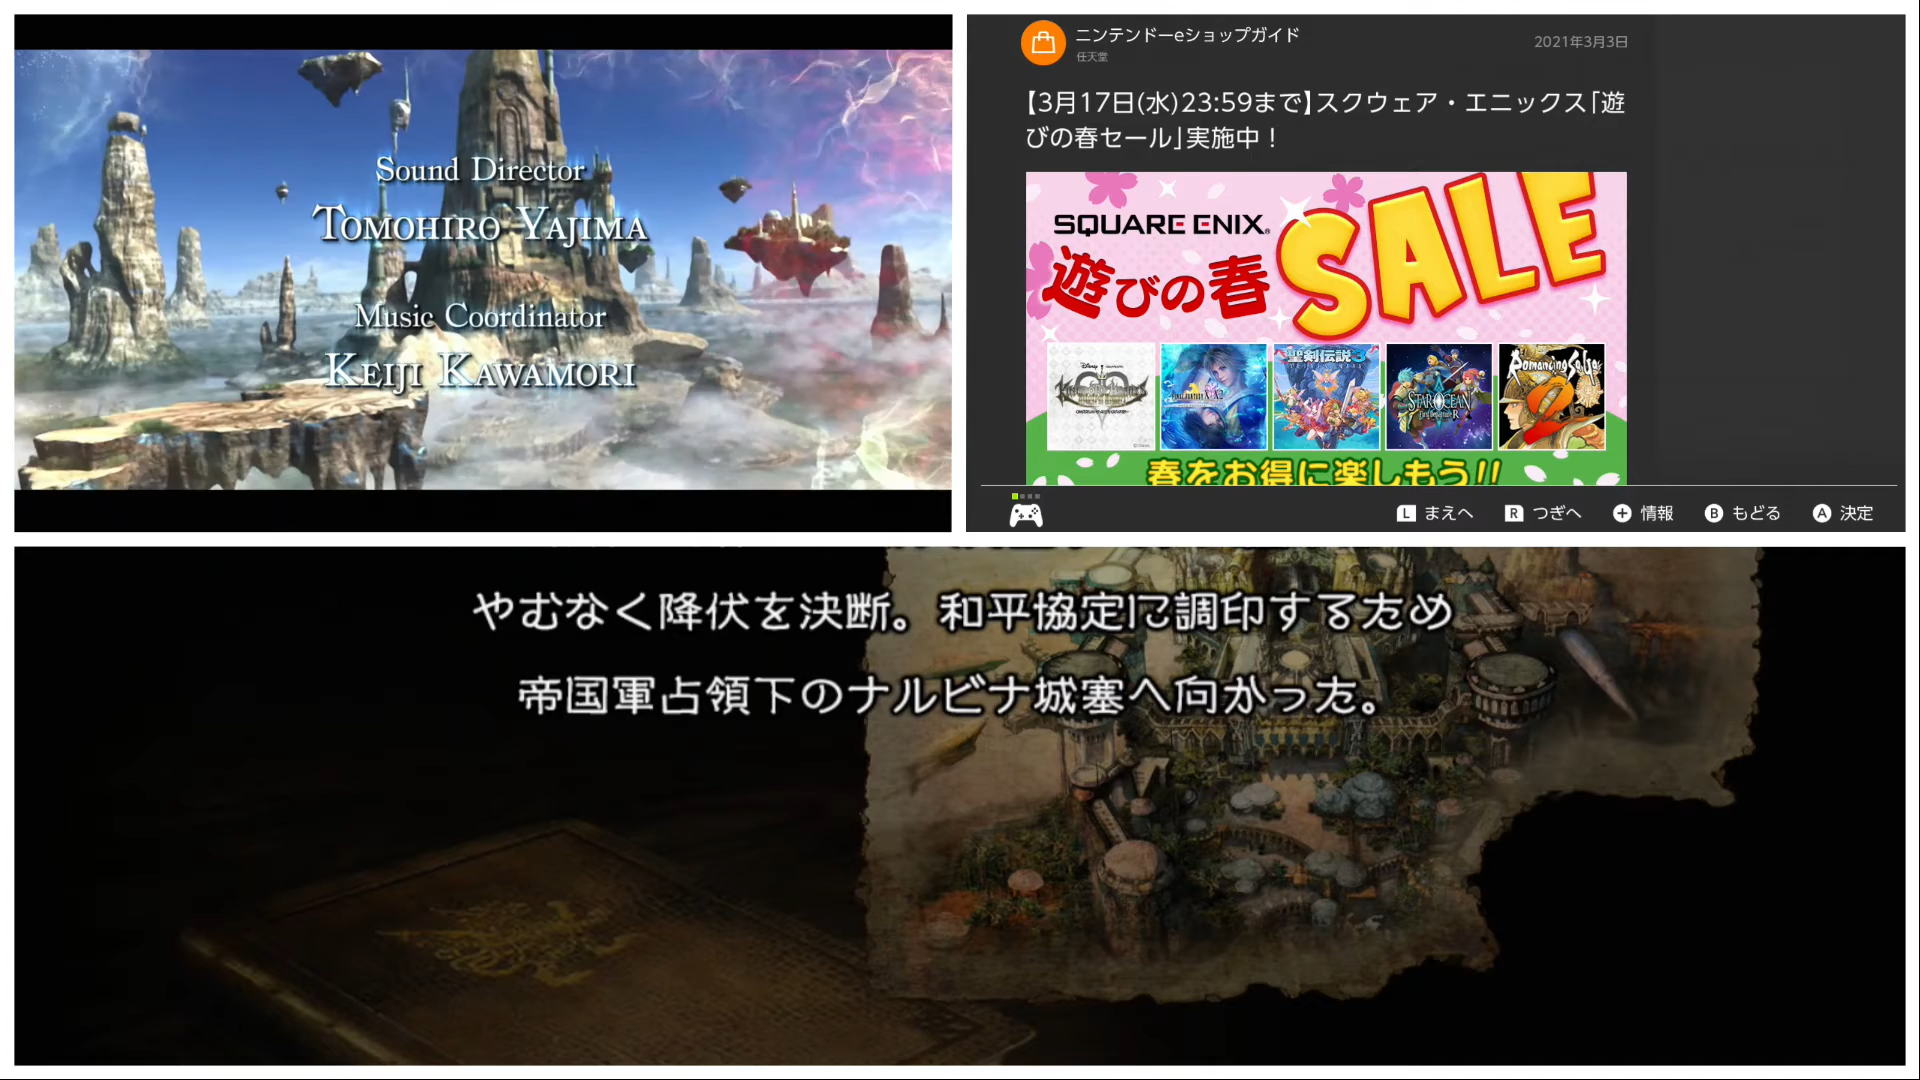 Sound Director
TOMOHIRO YAJIMA
Music Coordinator
KEIJI KAWAMORI
ニンテンドーeショップガイド
任天堂
2021年3月3日
【3月17日(水)23:59まで】スクウェア・エニックス「遊
びの春セール」実施中！
SQUARE ENIX®
遊びの春
SALE
聖剣伝説3
STAR OCEAN
First Departure R
Romancing SaGa
2
春をお得に楽しもう!!
L まえへ
R つぎへ
+ 情報
B もどる
A 決定
やむなく降伏を決断。和平協定に調印するため
帝国軍占領下のナルビナ城塞へ向かった。